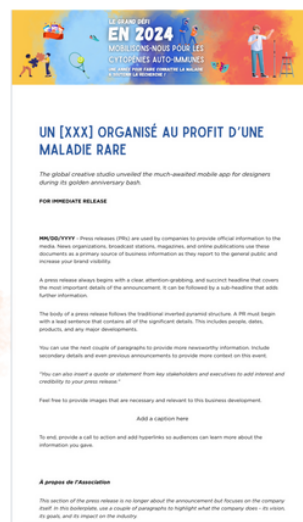 LE GRAND DÉFI
EN 2024
MOBILISONS-NOUS POUR LES
CYTOPÉNIES AUTO-IMMUNES
UNE ANNÉE POUR FAIRE CONNAÎTRE LA MALADIE
& SOUTENIR LA RECHERCHE !
UN [XXX] ORGANISÉ AU PROFIT D'UNE
MALADIE RARE
The global creative studio unveiled the much-awaited mobile app for designers
during its golden anniversary bash.
FOR IMMEDIATE RELEASE
MM/DD/YYYY - Press releases (PRs) are used by companies to provide official information to the
media. News organizations, broadcast stations, magazines, and online publications use these
documents as a primary source of business information as they report to the general public and
increase your brand visibility.
A press release always begins with a clear, attention-grabbing, and succinct headline that covers
the most important details of the announcement. It can be followed by a sub-headline that adds
further information.
The body of a press release follows the traditional inverted pyramid structure. A PR must begin
with a lead sentence that contains all of the significant details. This includes people, dates,
products, and any major developments.
You can use the next couple of paragraphs to provide more newsworthy information. Include
secondary details and even previous announcements to provide more context on this event.
"You can also insert a quote or statement from key stakeholders and executives to add interest and
credibility to your press release."
Feel free to provide images that are necessary and relevant to this business development.
Add a caption here
To end, provide a call to action and add hyperlinks so audiences can learn more about the
information you gave.
À propos de l'Association
This section of the press release is no longer about the announcement but focuses on the company
itself. In this boilerplate, use a couple of paragraphs to highlight what the company does - its vision,
its goals, and its impact on the industry.